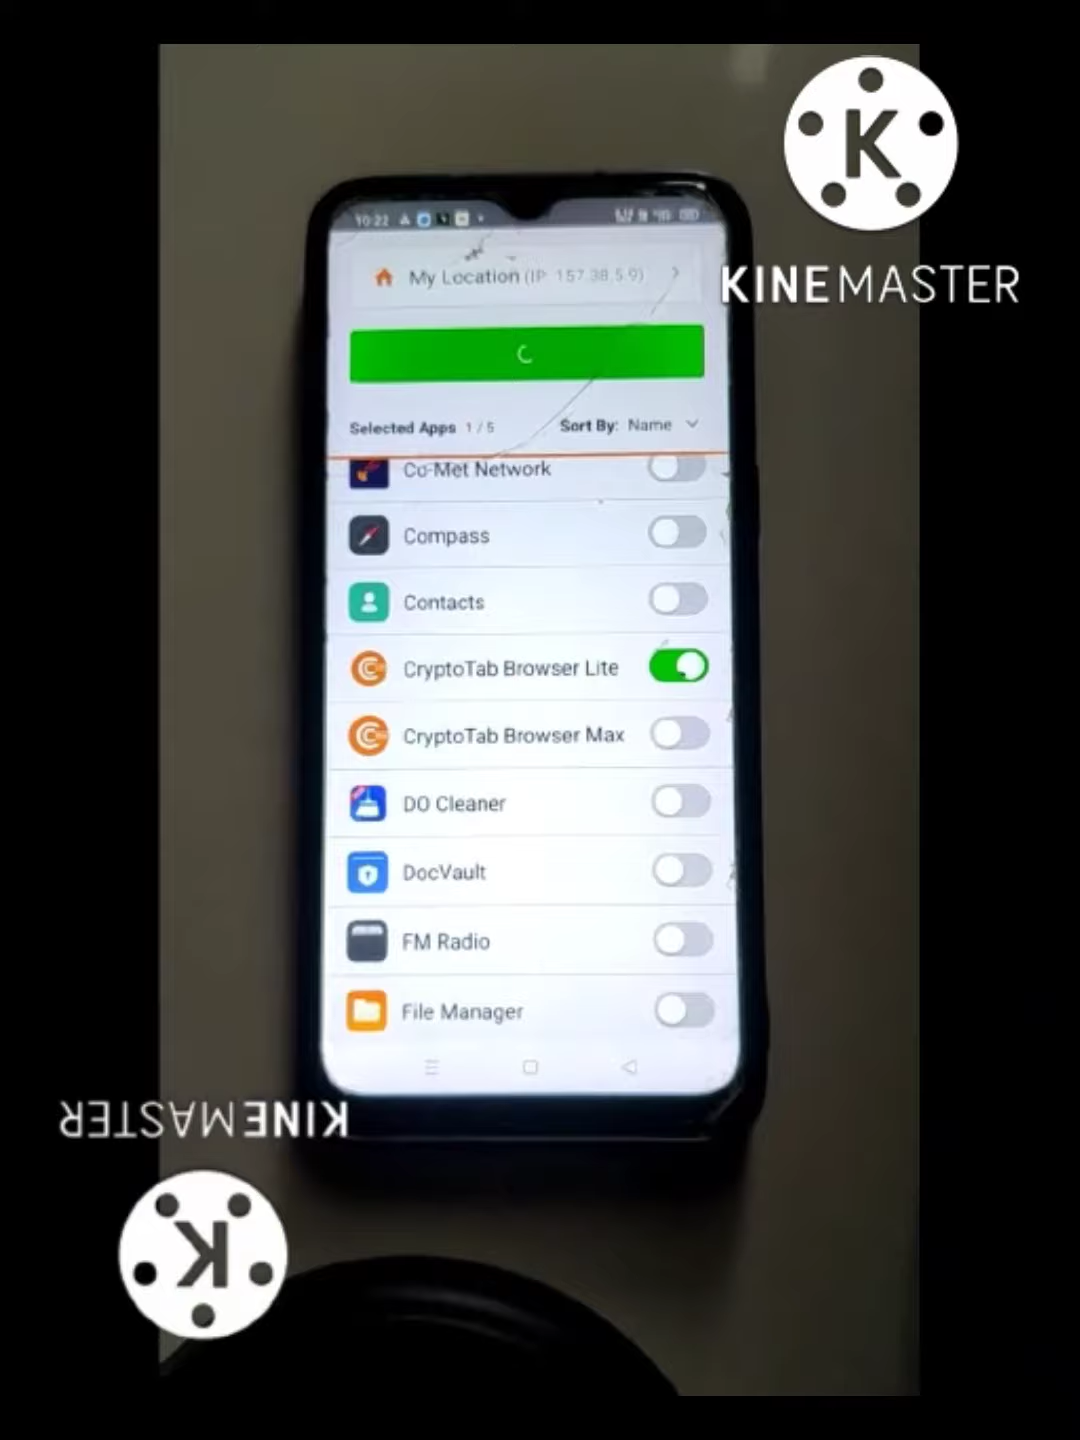 K
KINEMASTER
10:22
My Location (IP: 157.38.5.9)
Selected Apps 1 / 5
Sort By: Name
Co-Met Network
Compass
Contacts
CryptoTab Browser Lite
CryptoTab Browser Max
DO Cleaner
DocVault
FM Radio
File Manager
KINEMASTER
K